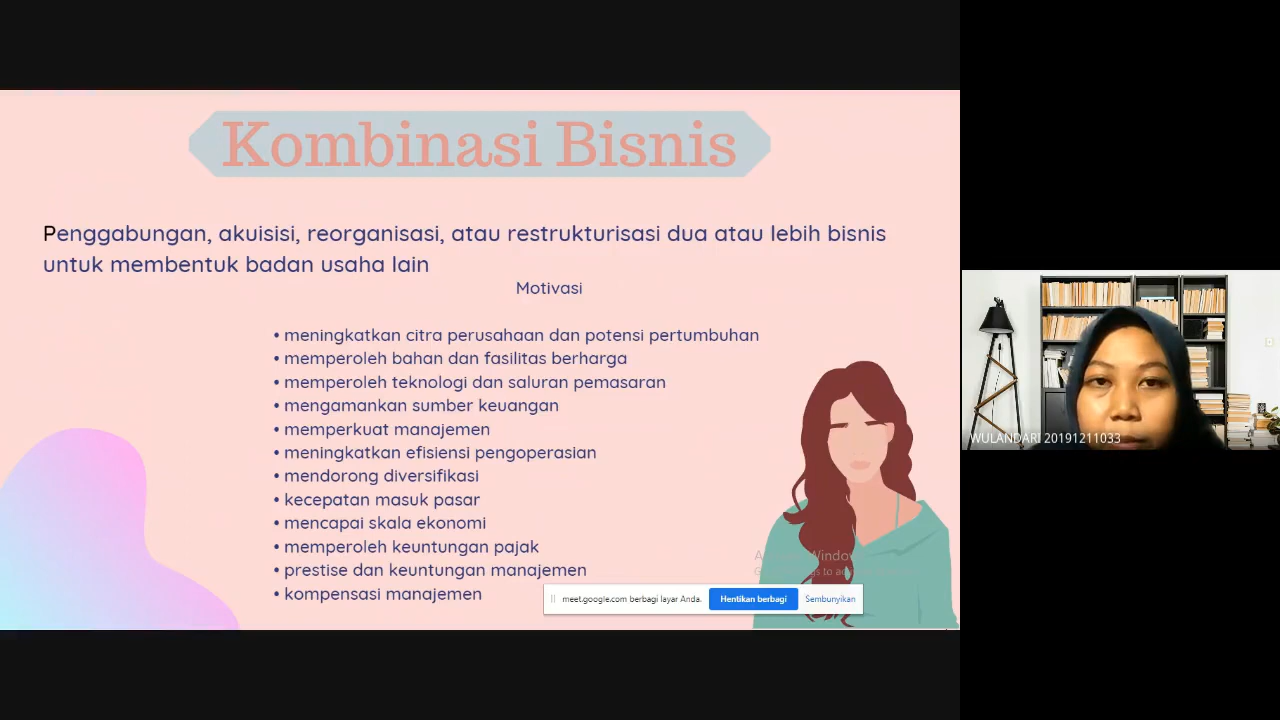 Kombinasi Bisnis
Penggabungan, akuisisi, reorganisasi, atau restrukturisasi dua atau lebih bisnis
untuk membentuk badan usaha lain
Motivasi
• meningkatkan citra perusahaan dan potensi pertumbuhan
• memperoleh bahan dan fasilitas berharga
• memperoleh teknologi dan saluran pemasaran
• mengamankan sumber keuangan
• memperkuat manajemen
• meningkatkan efisiensi pengoperasian
• mendorong diversifikasi
• kecepatan masuk pasar
• mencapai skala ekonomi
• memperoleh keuntungan pajak
• prestise dan keuntungan manajemen
• kompensasi manajemen
meet.google.com berbagi layar Anda.
Hentikan berbagi
Sembunyikan
WULANDARI 20191211033